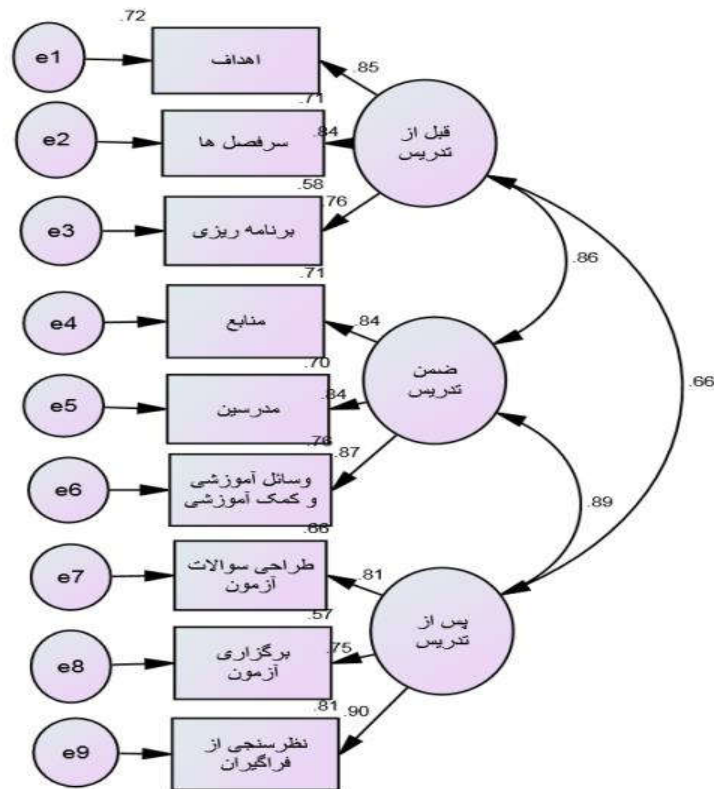 .72
e1
اهداف
.85
.71
e2
سرفصل ها
.84
قبل از
تدریس
.58
.76
e3
برنامه ریزی
.86
.71
e4
منابع
.84
.70
ضمن
تدریس
.66
e5
مدرسین
.84
.76
.87
e6
وسائل آموزشی
و کمک آموزشی
.89
.66
e7
طراحی سوالات
آزمون
.81
.57
پس از
تدریس
e8
برگزاری
آزمون
.75
.81
.90
e9
نظرسنجی از
فراگیران